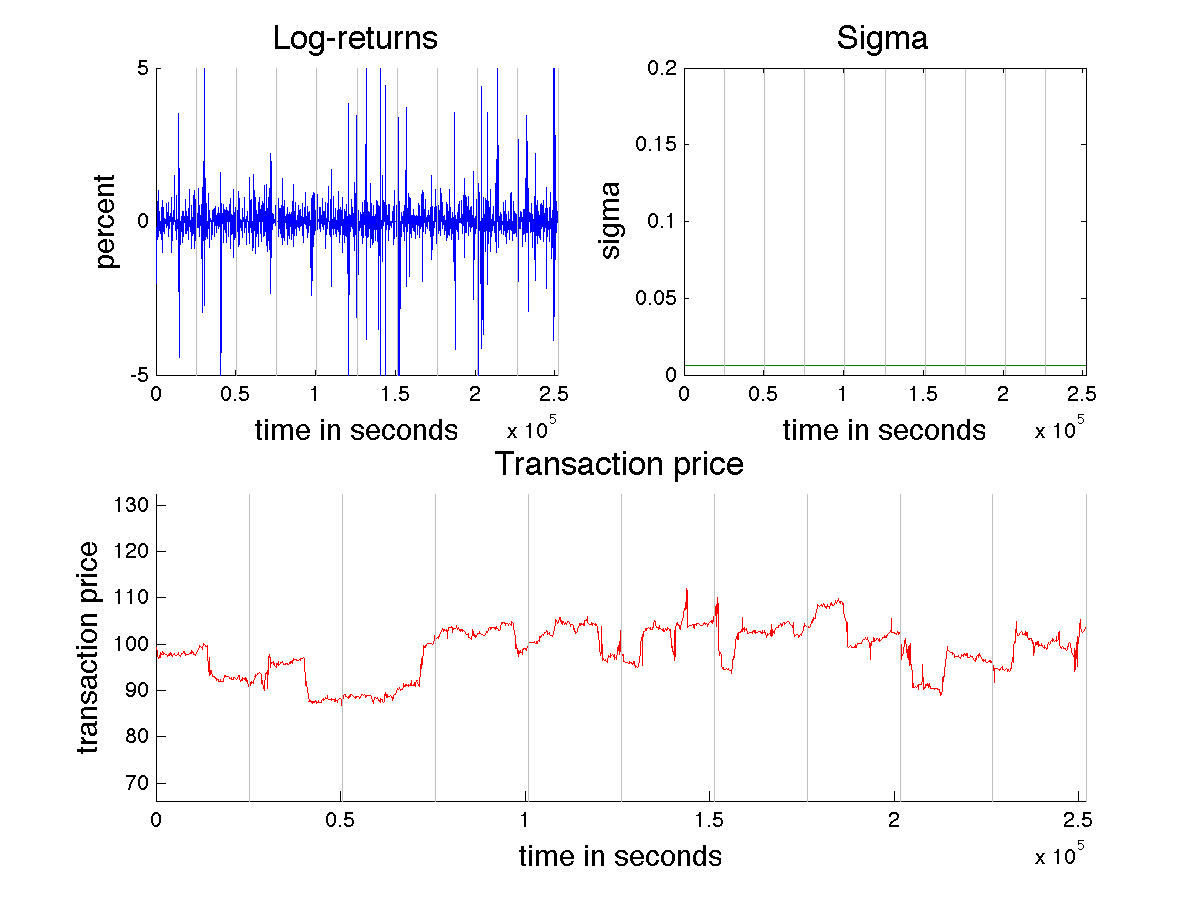 Log-returns
5
0
-5
percent
0 0.5 1 1.5 2 2.5
x 10^5
time in seconds
Sigma
0.2
0.15
0.1
0.05
0
sigma
0 0.5 1 1.5 2 2.5
x 10^5
time in seconds
Transaction price
130
120
110
100
90
80
70
transaction price
0 0.5 1 1.5 2 2.5
x 10^5
time in seconds